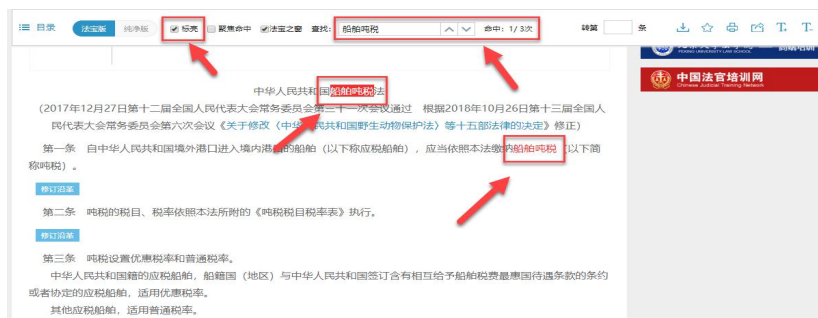 目录 法宝版 纯净版 标亮 聚焦命中 法宝之窗 查找: 船舶吨税 命中: 1/3次 转第 条
中国法官培训网
Chinese Judicial Training Network
中华人民共和国船舶吨税法
(2017年12月27日第十二届全国人民代表大会常务委员会第三十一次会议通过 根据2018年10月26日第十三届全国人
民代表大会常务委员会第六次会议《关于修改〈中华人民共和国野生动物保护法〉等十五部法律的决定》修正)
第一条 自中华人民共和国境外港口进入境内港口的船舶（以下称应税船舶），应当依照本法缴纳船舶吨税（以下简
称吨税）。
修订沿革
第二条 吨税的税目、税率依照本法所附的《吨税税目税率表》执行。
修订沿革
第三条 吨税设置优惠税率和普通税率。
中华人民共和国籍的应税船舶，船籍国（地区）与中华人民共和国签订含有相互给予船舶税费最惠国待遇条款的条约
或者协定的应税船舶，适用优惠税率。
其他应税船舶，适用普通税率。